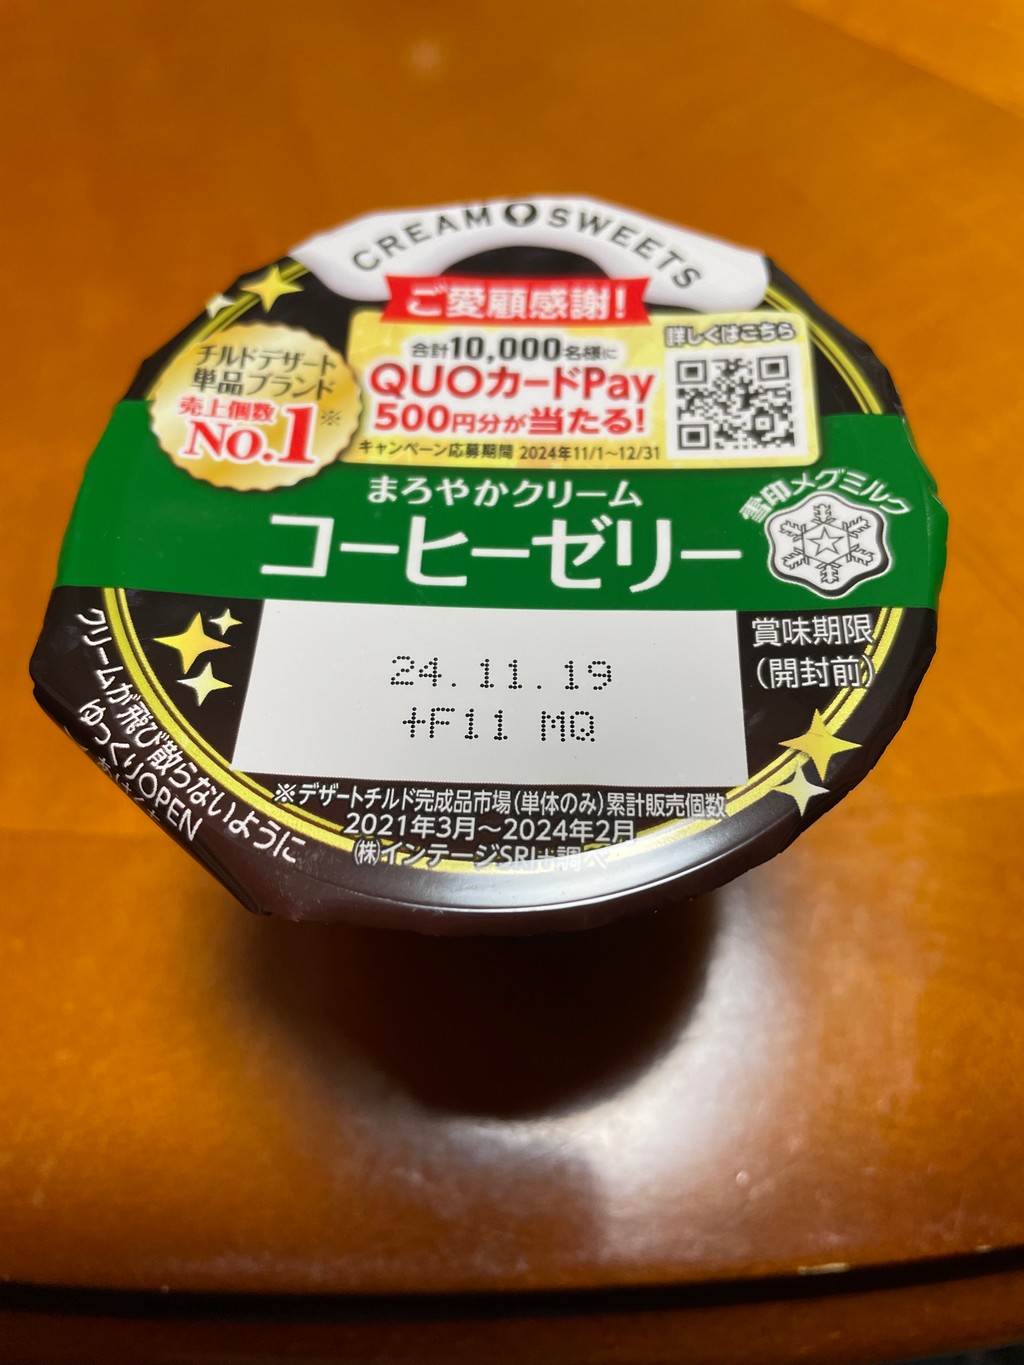 CREAM SWEETS
ご愛顧感謝!
合計10,000名様に
QUOカードPay
500円分が当たる!
キャンペーン応募期間 2024年11/1~12/31
詳しくはこちら
チルドデザート
単品ブランド
売上個数
No.1※
まろやかクリーム
コーヒーゼリー
雪印メグミルク
賞味期限
(開封前)
24.11.19
+F11 MQ
※デザートチルド完成品市場(単体のみ)累計販売個数
2021年3月~2024年2月
(株)インテージSRI+調べ
クリームが飛び散らないように
ゆっくりOPEN